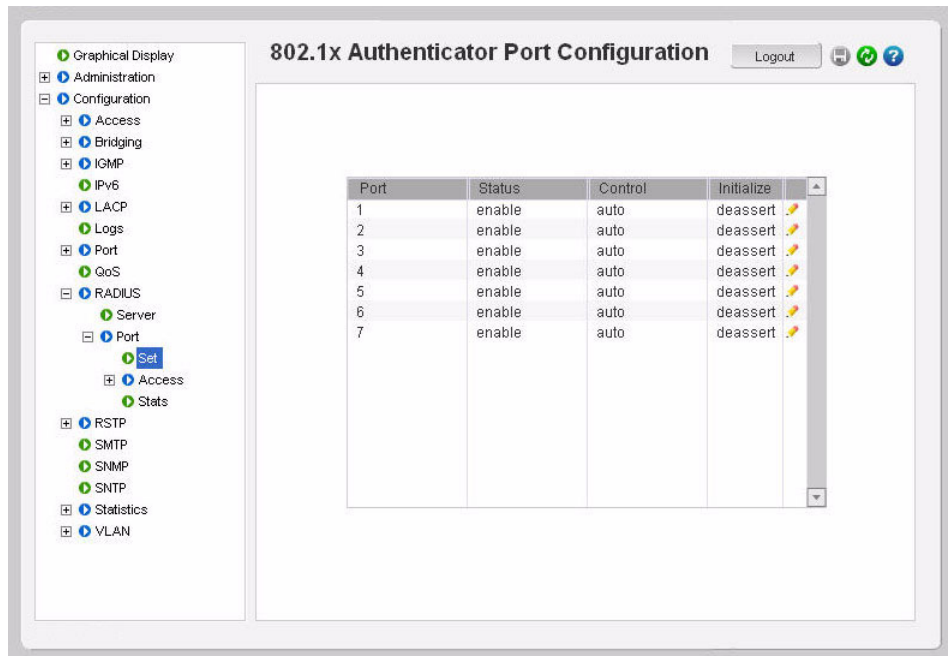 802.1x Authenticator Port Configuration
Logout
Graphical Display
Administration
Configuration
Access
Bridging
IGMP
IPv6
LACP
Logs
Port
QoS
RADIUS
Server
Port
Set
Access
Stats
RSTP
SMTP
SNMP
SNTP
Statistics
VLAN
Port Status Control Initialize
1 enable auto deassert
2 enable auto deassert
3 enable auto deassert
4 enable auto deassert
5 enable auto deassert
6 enable auto deassert
7 enable auto deassert